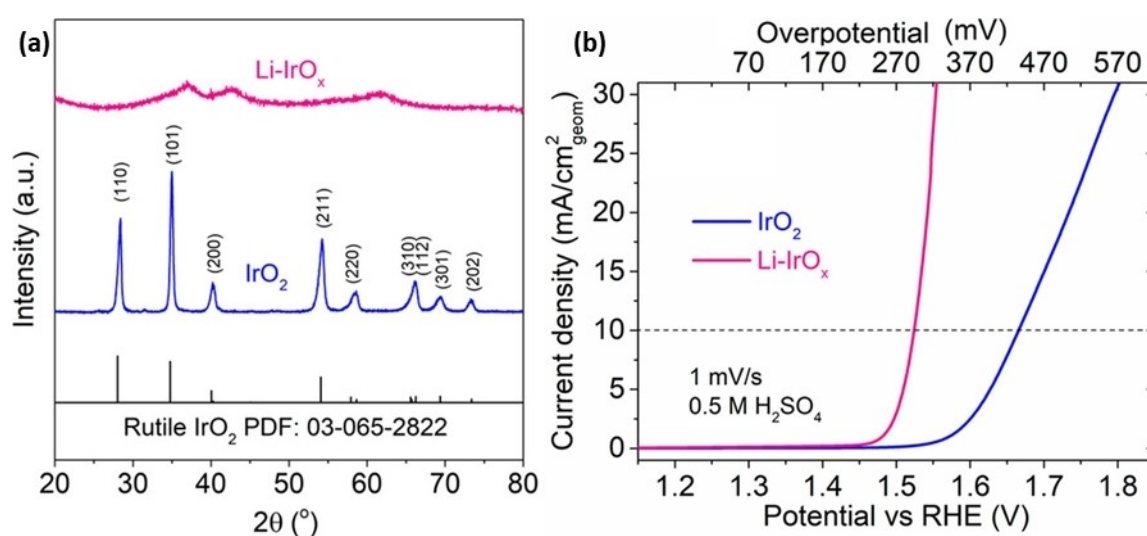 (a)
Li-IrOₓ
(110)
(101)
(200)
(211)
(220)
(310)
(112)
(301)
(202)
IrO₂
Rutile IrO₂ PDF: 03-065-2822
Intensity (a.u.)
20 30 40 50 60 70 80
2θ (°)
(b)
Overpotential (mV)
70 170 270 370 470 570
30
25
20
15
10
5
0
Current density (mA/cm²geom)
IrO₂
Li-IrOₓ
1 mV/s
0.5 M H₂SO₄
1.2 1.3 1.4 1.5 1.6 1.7 1.8
Potential vs RHE (V)